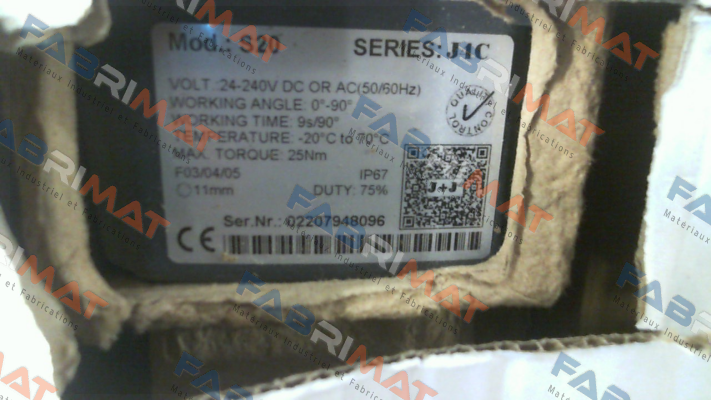 Mod.: S20 SERIES: J1C
VOLT.:24-240V DC OR AC(50/60Hz)
WORKING ANGLE: 0°-90°
WORKING TIME: 9s/90°
TEMPERATURE: -20°C to 70°C
MAX. TORQUE: 25Nm
F03/04/05 IP67
11mm DUTY: 75%
QUALITY CONTROL
J+J
Ser.Nr.: 02207948096
CE
FABRIMAT
Matériaux Industriel et Fabrications